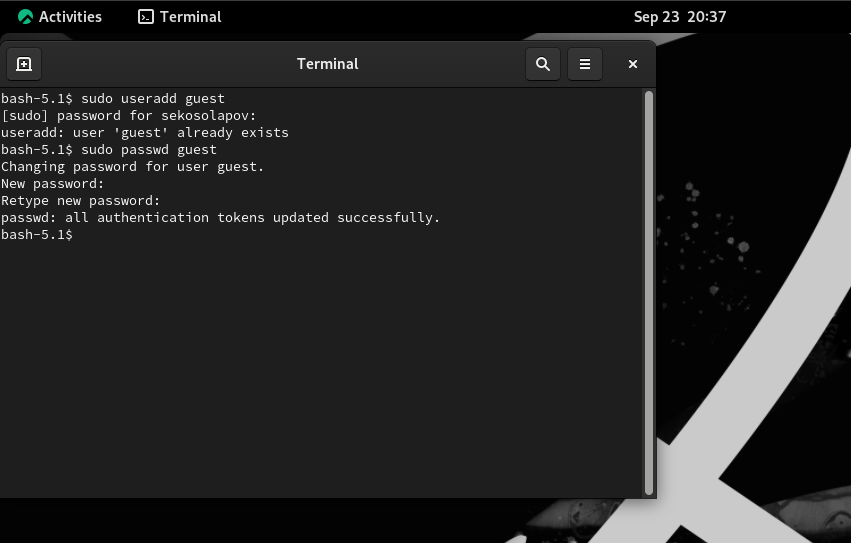 Activities Terminal Sep 23 20:37
Terminal
bash-5.1$ sudo useradd guest
[sudo] password for sekosolapov:
useradd: user 'guest' already exists
bash-5.1$ sudo passwd guest
Changing password for user guest.
New password:
Retype new password:
passwd: all authentication tokens updated successfully.
bash-5.1$